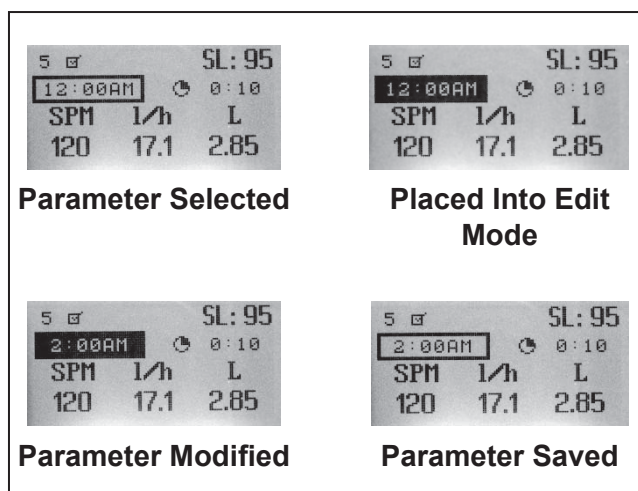 5 ☑ SL: 95
12:00AM 0:10
SPM l/h L
120 17.1 2.85
Parameter Selected
5 ☑ SL: 95
12:00AM 0:10
SPM l/h L
120 17.1 2.85
Placed Into Edit
Mode
5 ☑ SL: 95
2:00AM 0:10
SPM l/h L
120 17.1 2.85
Parameter Modified
5 ☑ SL: 95
2:00AM 0:10
SPM l/h L
120 17.1 2.85
Parameter Saved